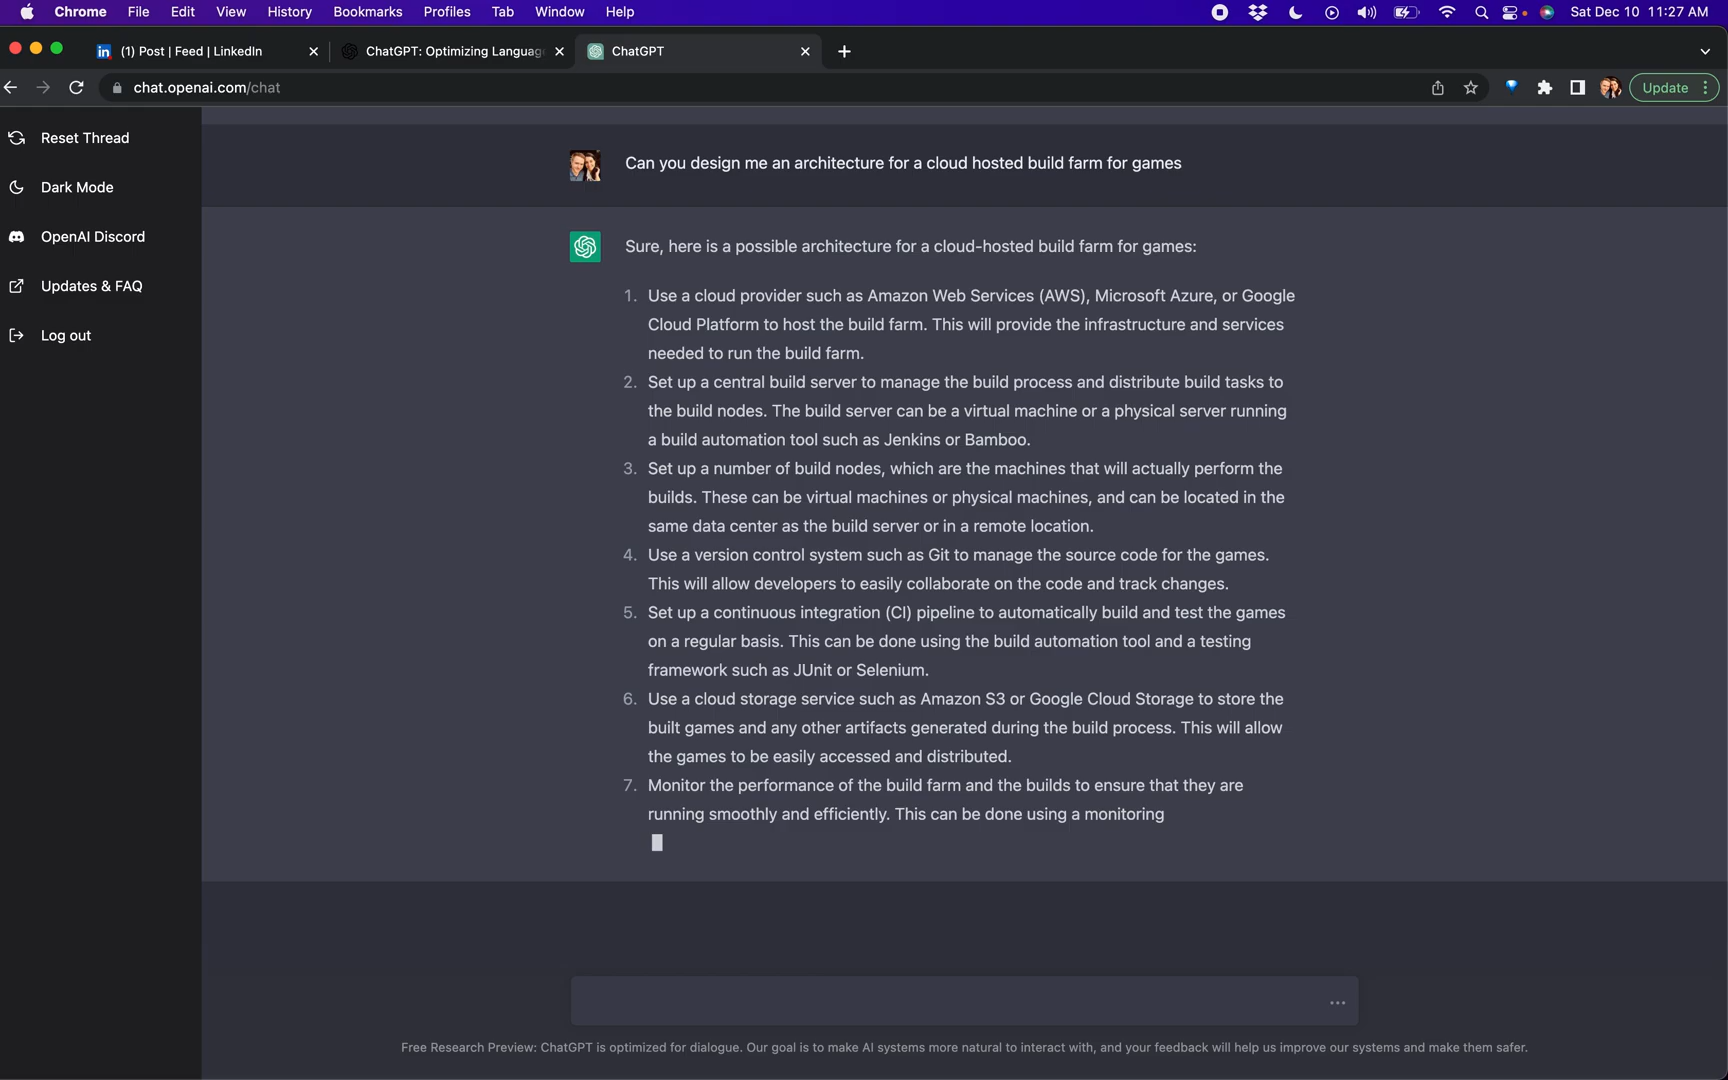 Chrome File Edit View History Bookmarks Profiles Tab Window Help Sat Dec 10 11:27 AM
(1) Post | Feed | LinkedIn ChatGPT: Optimizing Languag ChatGPT
chat.openai.com/chat Update
Reset Thread
Dark Mode
OpenAI Discord
Updates & FAQ
Log out
Can you design me an architecture for a cloud hosted build farm for games
Sure, here is a possible architecture for a cloud-hosted build farm for games:
1. Use a cloud provider such as Amazon Web Services (AWS), Microsoft Azure, or Google
Cloud Platform to host the build farm. This will provide the infrastructure and services
needed to run the build farm.
2. Set up a central build server to manage the build process and distribute build tasks to
the build nodes. The build server can be a virtual machine or a physical server running
a build automation tool such as Jenkins or Bamboo.
3. Set up a number of build nodes, which are the machines that will actually perform the
builds. These can be virtual machines or physical machines, and can be located in the
same data center as the build server or in a remote location.
4. Use a version control system such as Git to manage the source code for the games.
This will allow developers to easily collaborate on the code and track changes.
5. Set up a continuous integration (CI) pipeline to automatically build and test the games
on a regular basis. This can be done using the build automation tool and a testing
framework such as JUnit or Selenium.
6. Use a cloud storage service such as Amazon S3 or Google Cloud Storage to store the
built games and any other artifacts generated during the build process. This will allow
the games to be easily accessed and distributed.
7. Monitor the performance of the build farm and the builds to ensure that they are
running smoothly and efficiently. This can be done using a monitoring
Free Research Preview: ChatGPT is optimized for dialogue. Our goal is to make AI systems more natural to interact with, and your feedback will help us improve our systems and make them safer.